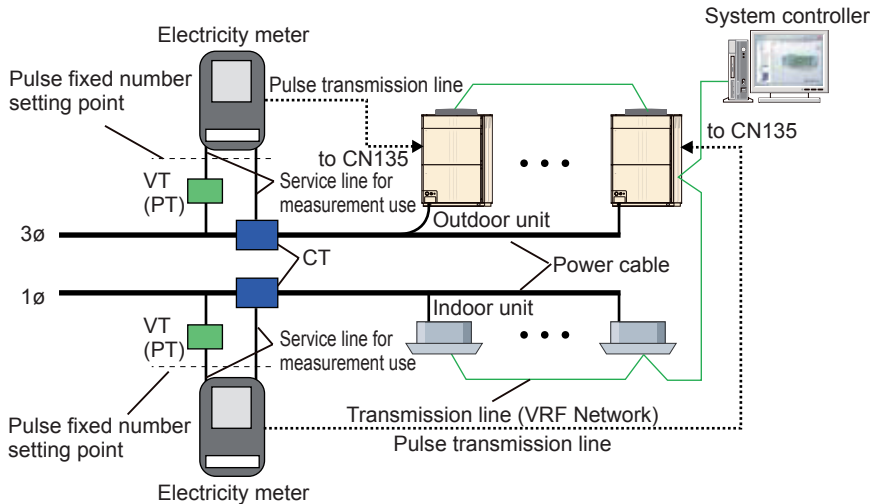 System controller
Electricity meter
Pulse fixed number
setting point
Pulse transmission line
to CN135
to CN135
VT
(PT)
Service line for
measurement use
Outdoor unit
3ø
CT
Power cable
1ø
Indoor unit
VT
(PT)
Service line for
measurement use
Transmission line (VRF Network)
Pulse fixed number
setting point
Pulse transmission line
Electricity meter